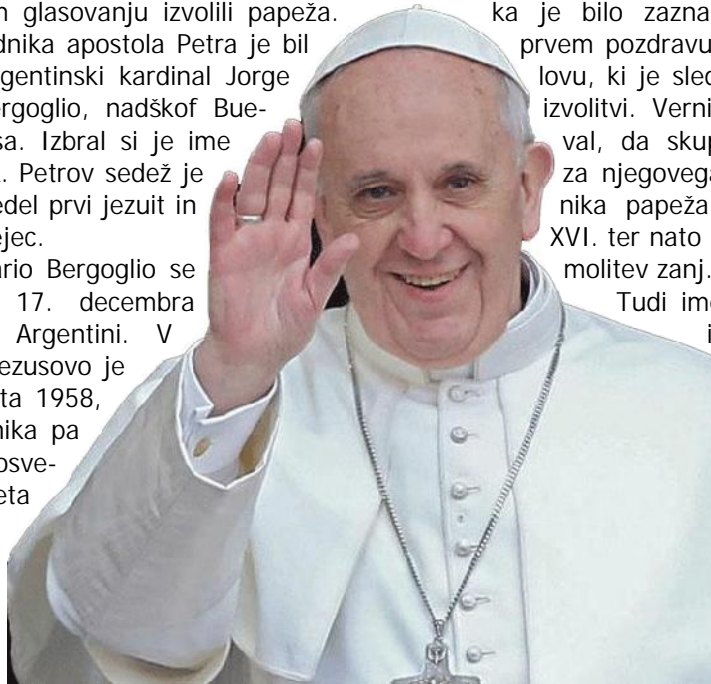 m glasovanju izvolili papeža.
dnika apostola Petra je bil
gentinski kardinal Jorge
ergoglio, nadškof Bue-
sa. Izbral si je ime
. Petrov sedež je
edel prvi jezuit in
ejec.
ario Bergoglio se
17. decembra
Argentini. V
ezusovo je
ta 1958,
nika pa
osve-
eta
ka je bilo zazna
prvem pozdravu
lovu, ki je sled
izvolitvi. Verni
val, da skup
za njegovega
nika papeža
XVI. ter nato
molitev zanj.
Tudi ime
i